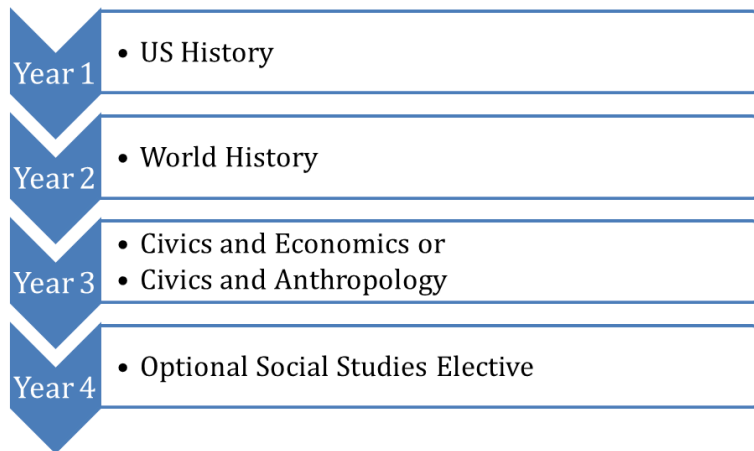 Year 1
• US History
Year 2
• World History
Year 3
• Civics and Economics or
• Civics and Anthropology
Year 4
• Optional Social Studies Elective